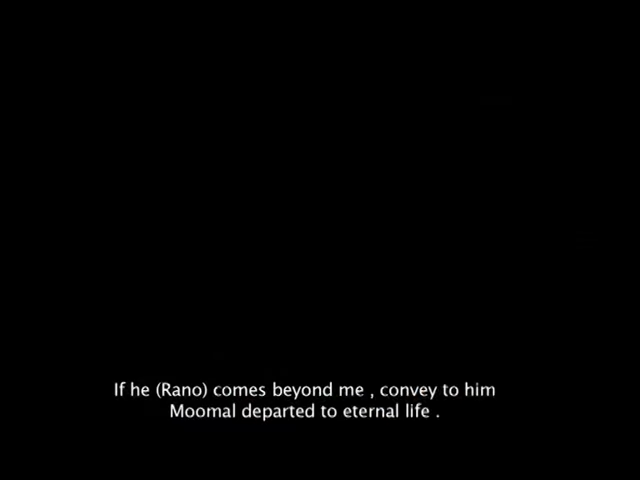 If he (Rano) comes beyond me , convey to him
Moomal departed to eternal life .